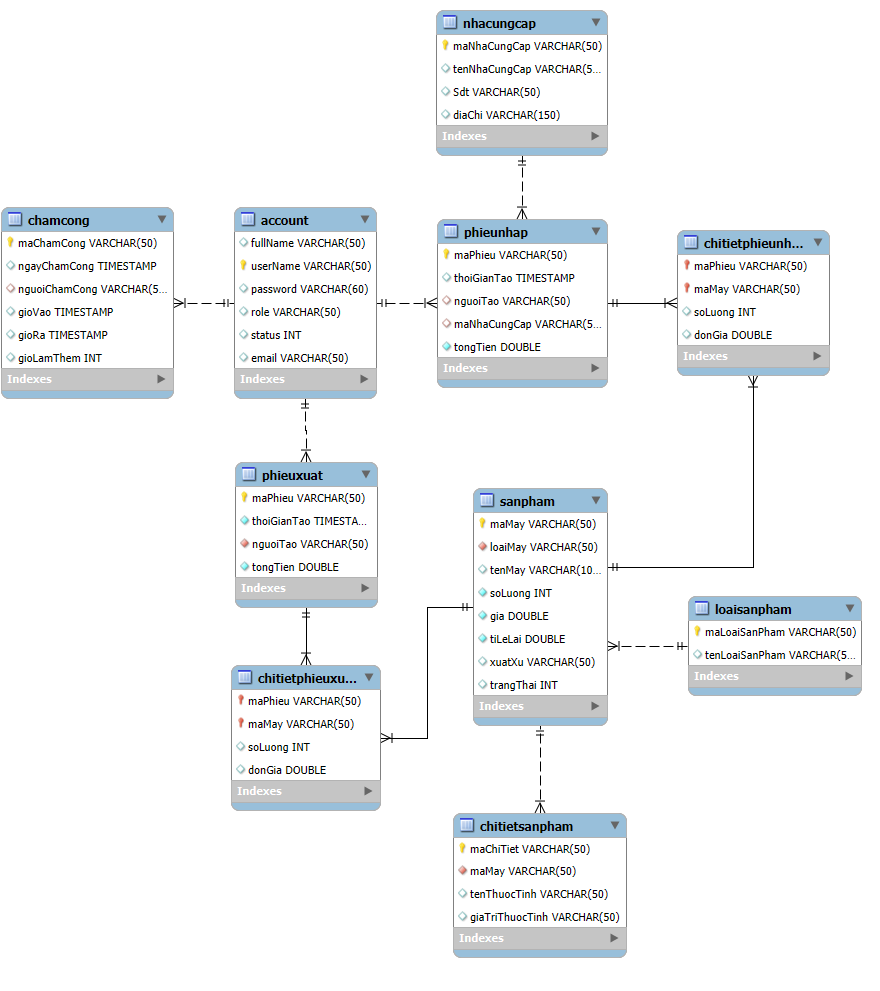 nhacungcap
maNhaCungCap VARCHAR(50)
tenNhaCungCap VARCHAR(5...
Sdt VARCHAR(50)
diaChi VARCHAR(150)
Indexes
chamcong
maChamCong VARCHAR(50)
ngayChamCong TIMESTAMP
nguoiChamCong VARCHAR(5...
gioVao TIMESTAMP
gioRa TIMESTAMP
gioLamThem INT
Indexes
account
fullName VARCHAR(50)
userName VARCHAR(50)
password VARCHAR(60)
role VARCHAR(50)
status INT
email VARCHAR(50)
Indexes
phieunhap
maPhieu VARCHAR(50)
thoiGianTao TIMESTAMP
nguoiTao VARCHAR(50)
maNhaCungCap VARCHAR(5...
tongTien DOUBLE
Indexes
chitietphieunh...
maPhieu VARCHAR(50)
maMay VARCHAR(50)
soLuong INT
donGia DOUBLE
Indexes
phieuxuat
maPhieu VARCHAR(50)
thoiGianTao TIMESTA...
nguoiTao VARCHAR(50)
tongTien DOUBLE
Indexes
sanpham
maMay VARCHAR(50)
loaiMay VARCHAR(50)
tenMay VARCHAR(10...
soLuong INT
gia DOUBLE
tiLeLai DOUBLE
xuatXu VARCHAR(50)
trangThai INT
Indexes
loaisanpham
maLoaiSanPham VARCHAR(50)
tenLoaiSanPham VARCHAR(5...
Indexes
chitietphieuxu...
maPhieu VARCHAR(50)
maMay VARCHAR(50)
soLuong INT
donGia DOUBLE
Indexes
chitietsanpham
maChiTiet VARCHAR(50)
maMay VARCHAR(50)
tenThuocTinh VARCHAR(50)
giaTriThuocTinh VARCHAR(50)
Indexes